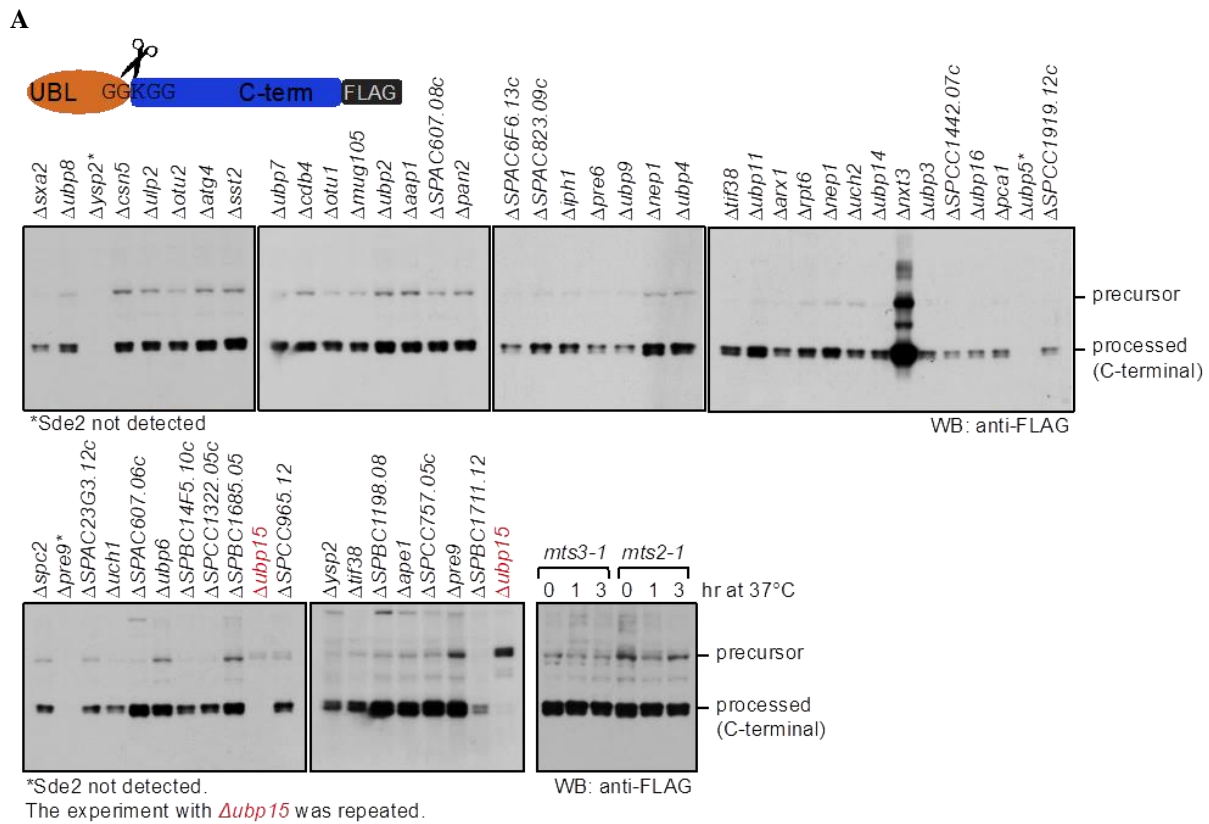 A
UBL GGKGG C-term FLAG
Δsxa2 Δubp8 Δysp2* Δcsn5 Δulp2 Δotu2 Δatg4 Δsst2
Δubp7 Δcdb4 Δotu1 Δmug105 Δubp2 Δaap1 ΔSPAC607.08c Δpan2
ΔSPAC6F6.13c ΔSPAC823.09c Δiph1 Δpre6 Δubp9 Δnep1 Δubp4
Δtif38 Δubp11 Δarx1 Δrpt6 Δnep1 Δuch2 Δubp14 Δnxt3 Δubp3 ΔSPCC1442.07c Δubp16 Δpca1 Δubp5* ΔSPCC1919.12c
precursor
processed
(C-terminal)
*Sde2 not detected
WB: anti-FLAG
Δspc2 Δpre9* ΔSPAC23G3.12c Δuch1 ΔSPAC607.06c Δubp6 ΔSPBC14F5.10c ΔSPCC1322.05c ΔSPBC1685.05 Δubp15 ΔSPCC965.12
Δysp2 Δtif38 ΔSPBC1198.08 Δape1 ΔSPCC757.05c Δpre9 ΔSPBC1711.12 Δubp15
mts3-1 mts2-1
0 1 3 0 1 3 hr at 37°C
precursor
processed
(C-terminal)
*Sde2 not detected.
WB: anti-FLAG
The experiment with Δubp15 was repeated.